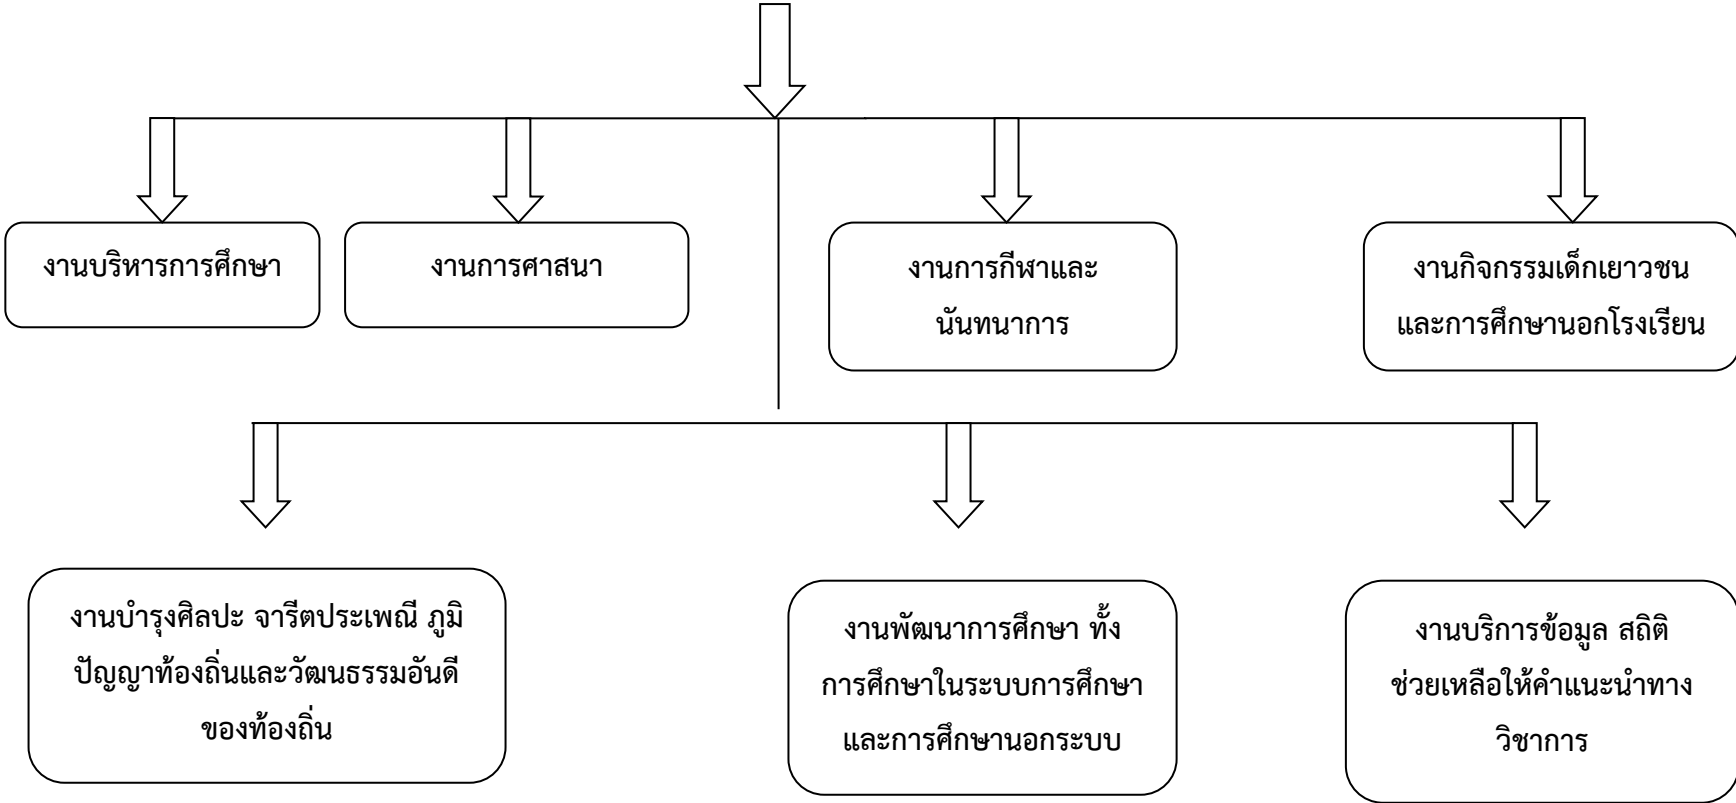 งานบริหารการศึกษา
งานการศาสนา
งานการกีฬาและ
นันทนาการ
งานกิจกรรมเด็กเยาวชน
และการศึกษานอกโรงเรียน
งานบำรุงศิลปะ จารีตประเพณี ภูมิ
ปัญญาท้องถิ่นและวัฒนธรรมอันดี
ของท้องถิ่น
งานพัฒนาการศึกษา ทั้ง
การศึกษาในระบบการศึกษา
และการศึกษานอกระบบ
งานบริการข้อมูล สถิติ
ช่วยเหลือให้คำแนะนำทาง
วิชาการ